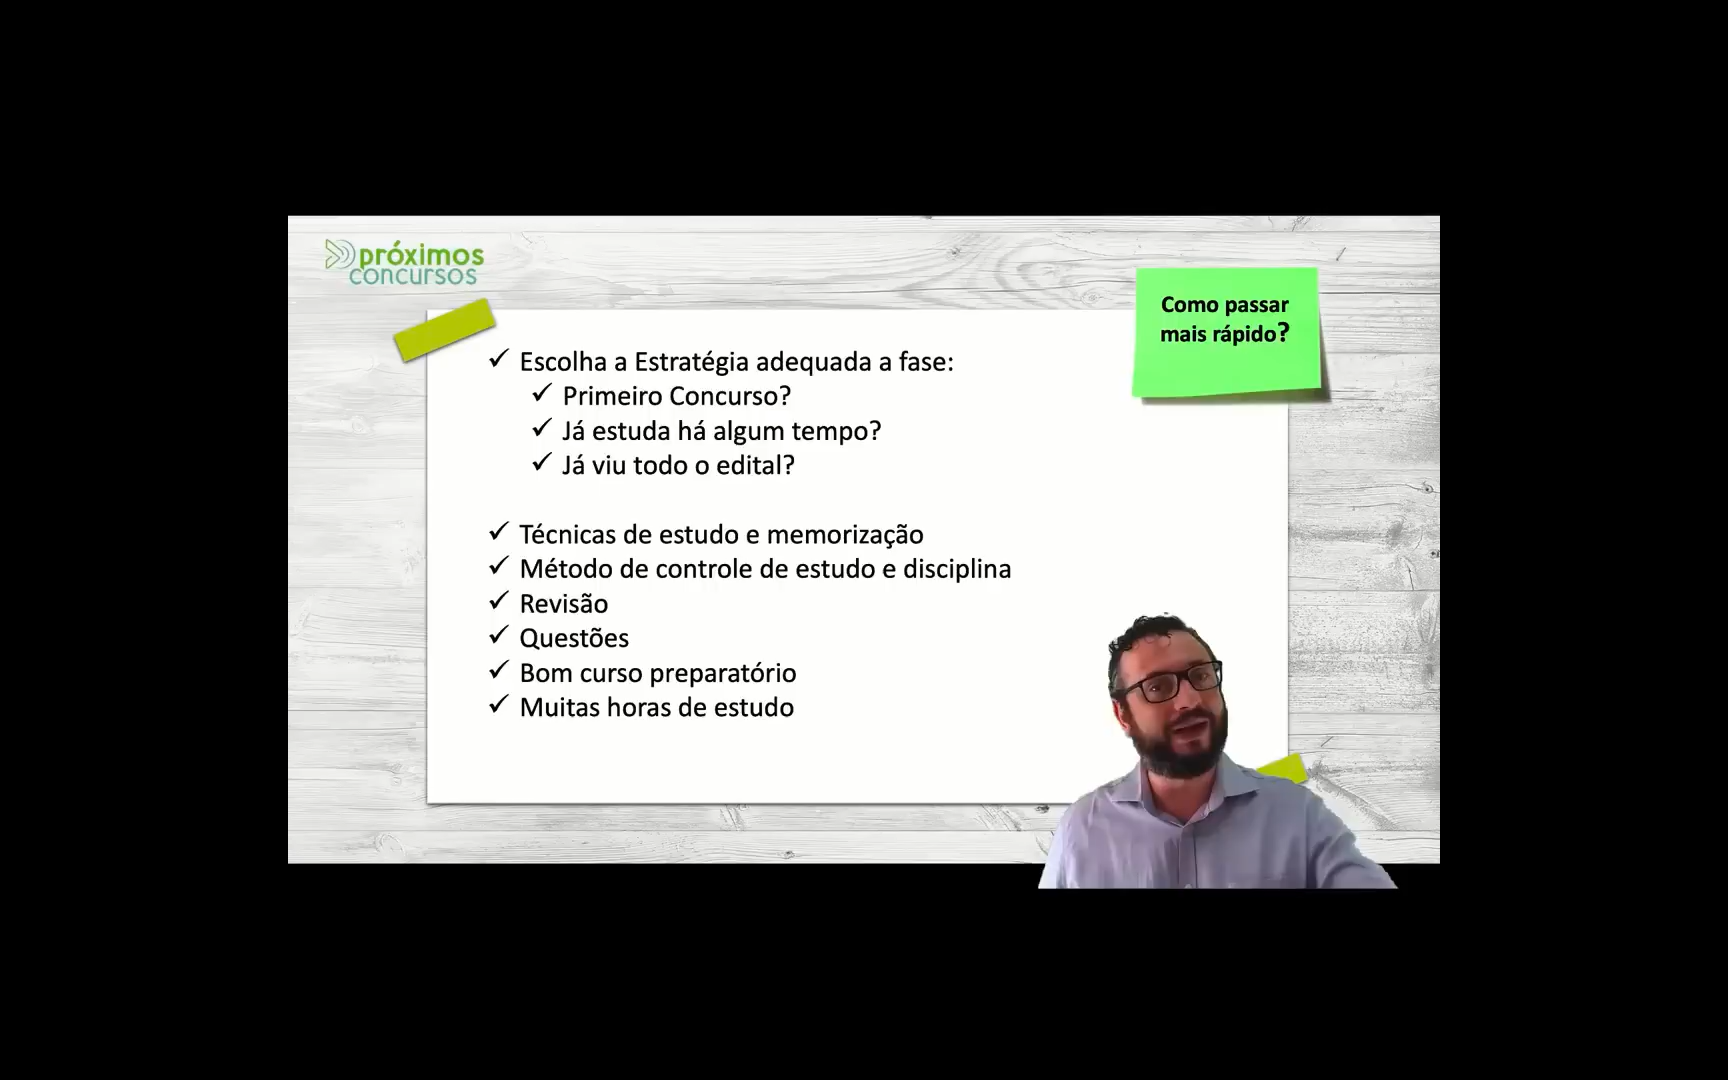 próximos
concursos
Como passar
mais rápido?
Escolha a Estratégia adequada a fase:
Primeiro Concurso?
Já estuda há algum tempo?
Já viu todo o edital?
Técnicas de estudo e memorização
Método de controle de estudo e disciplina
Revisão
Questões
Bom curso preparatório
Muitas horas de estudo